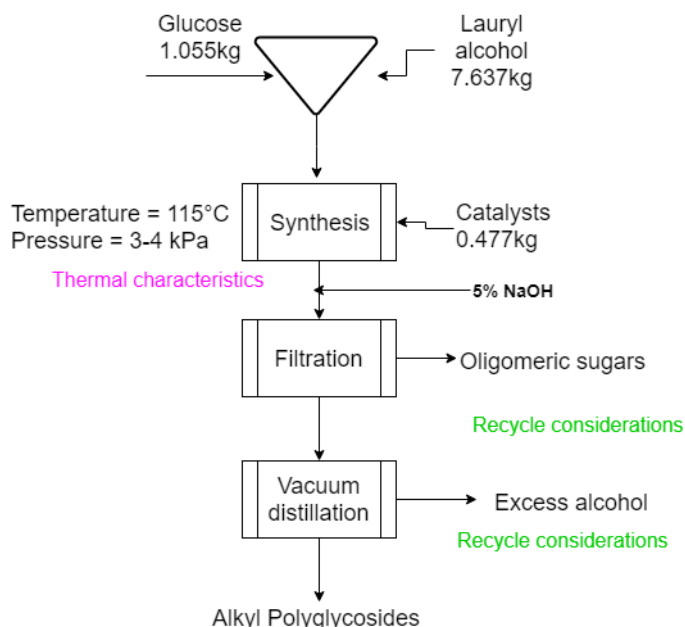 Glucose
1.055kg
Lauryl
alcohol
7.637kg
Temperature = 115°C
Pressure = 3-4 kPa
Synthesis
Catalysts
0.477kg
Thermal characteristics
5% NaOH
Filtration
Oligomeric sugars
Recycle considerations
Vacuum
distillation
Excess alcohol
Recycle considerations
Alkyl Polyglycosides